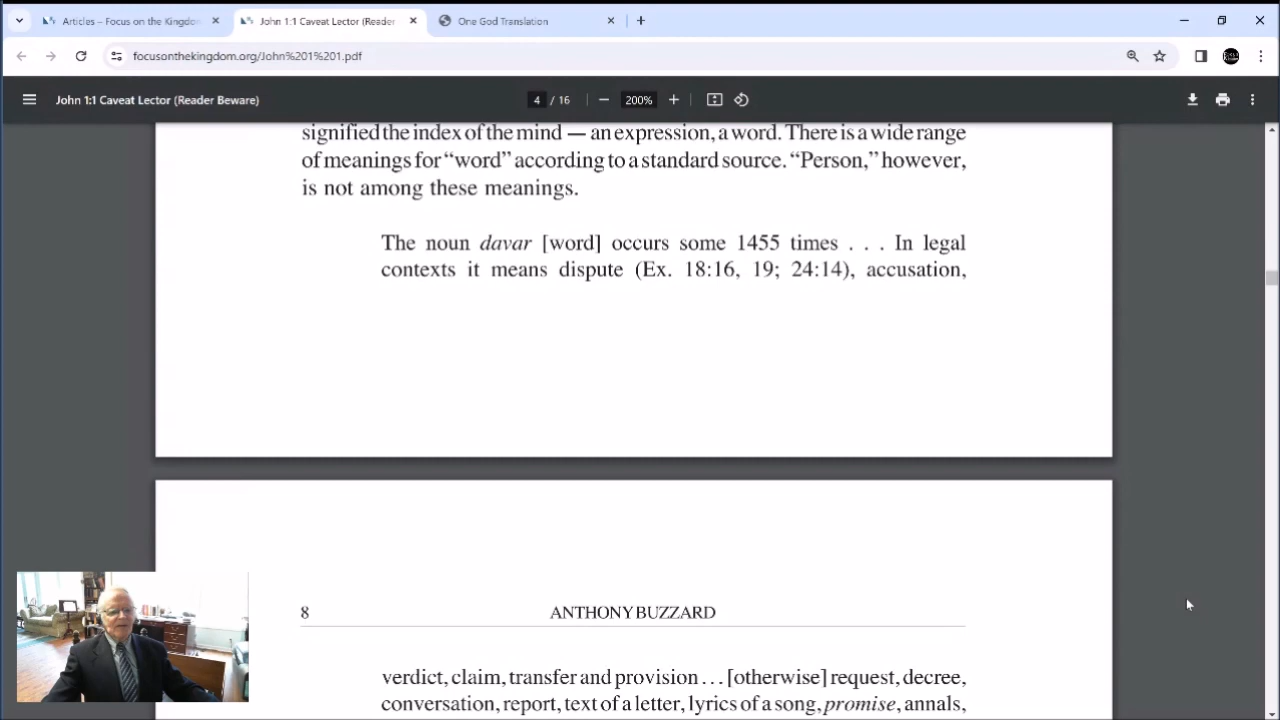 Articles – Focus on the Kingdo
John 1:1 Caveat Lector (Reader
One God Translation
focusonthekingdom.org/John%201%201.pdf
John 1:1 Caveat Lector (Reader Beware)
4 / 16
200%
signified the index of the mind — an expression, a word. There is a wide range
of meanings for “word” according to a standard source. “Person,” however,
is not among these meanings.
The noun davar [word] occurs some 1455 times . . . In legal
contexts it means dispute (Ex. 18:16, 19; 24:14), accusation,
8 ANTHONY BUZZARD
verdict, claim, transfer and provision . . . [otherwise] request, decree,
conversation, report, text of a letter, lyrics of a song, promise, annals,